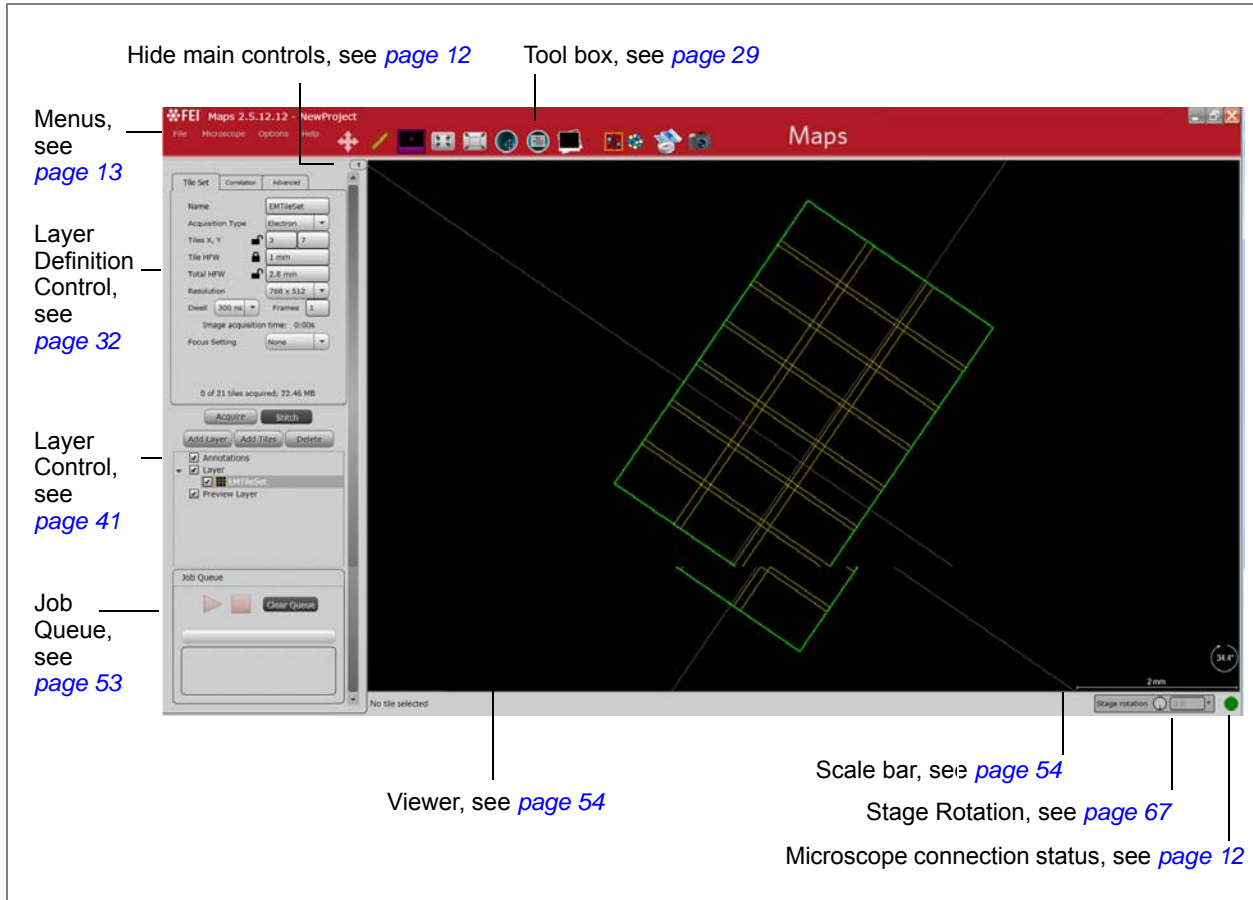 Hide main controls, see page 12
Tool box, see page 29
Menus,
see
page 13
Layer
Definition
Control,
see
page 32
Layer
Control,
see
page 41
Job
Queue,
see
page 53
FEI Maps 2.5.12.12 - NewProject
File Microscope Options Help
Maps
Tile Set Correlation Advanced
Name EMTileSet
Acquisition Type Electron
Tiles X, Y 3 7
Tile HFW 1 mm
Total HFW 2.8 mm
Resolution 768 x 512
Dwell 300 ns Frames 1
Image acquisition time: 0:00s
Focus Setting None
0 of 21 tiles acquired; 22.46 MB
Acquire Stitch
Add Layer Add Tiles Delete
Annotations
Layer
EMTileSet
Preview Layer
Job Queue
Clear Queue
34.4°
2 mm
No tile selected
Stage rotation 0.0
Viewer, see page 54
Scale bar, see page 54
Stage Rotation, see page 67
Microscope connection status, see page 12